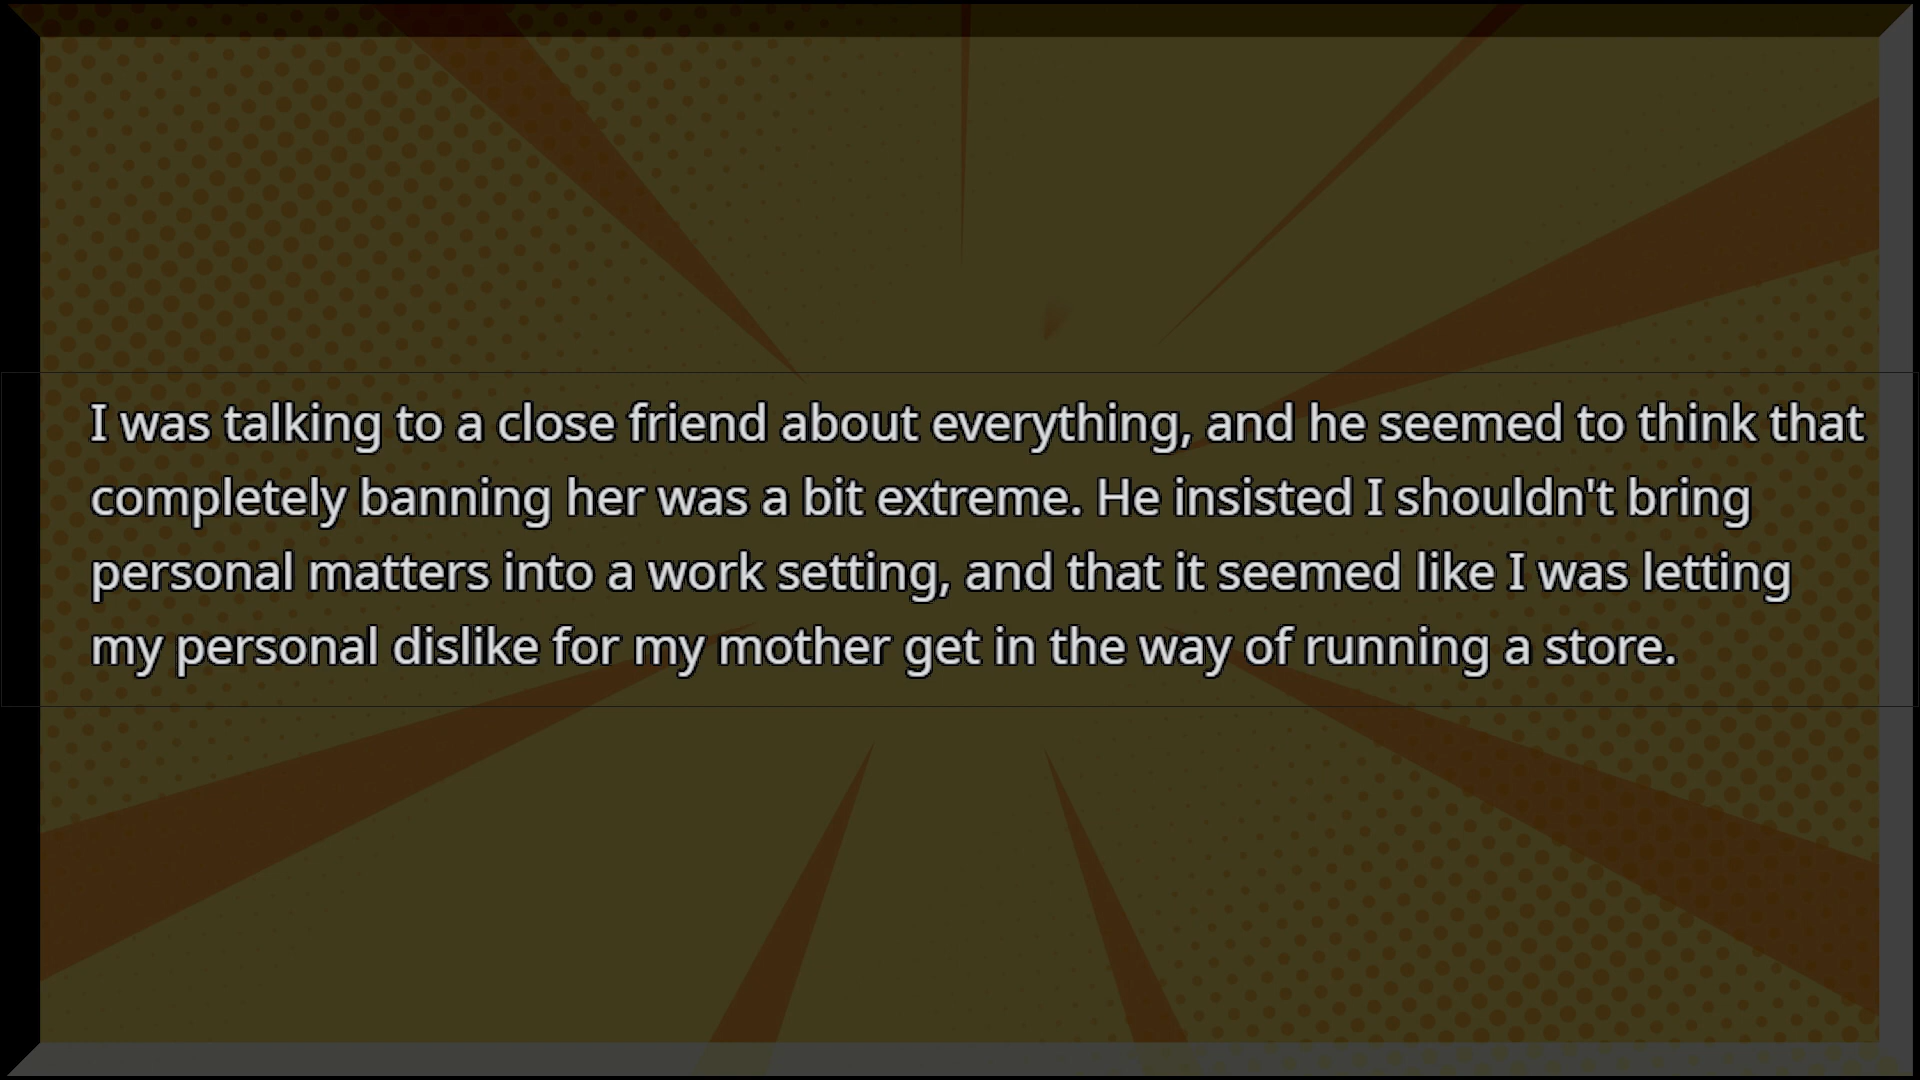 I was talking to a close friend about everything, and he seemed to think that
completely banning her was a bit extreme. He insisted I shouldn't bring
personal matters into a work setting, and that it seemed like I was letting
my personal dislike for my mother get in the way of running a store.